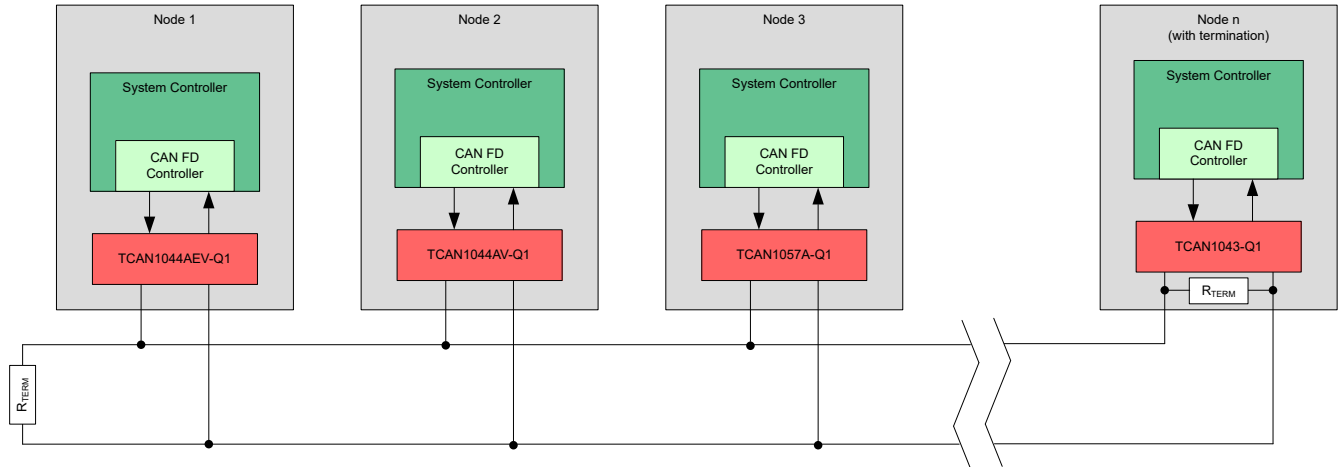 Node 1
System Controller
CAN FD
Controller
TCAN1044AEV-Q1
Node 2
System Controller
CAN FD
Controller
TCAN1044AV-Q1
Node 3
System Controller
CAN FD
Controller
TCAN1057A-Q1
Node n
(with termination)
System Controller
CAN FD
Controller
TCAN1043-Q1
RTERM
RTERM